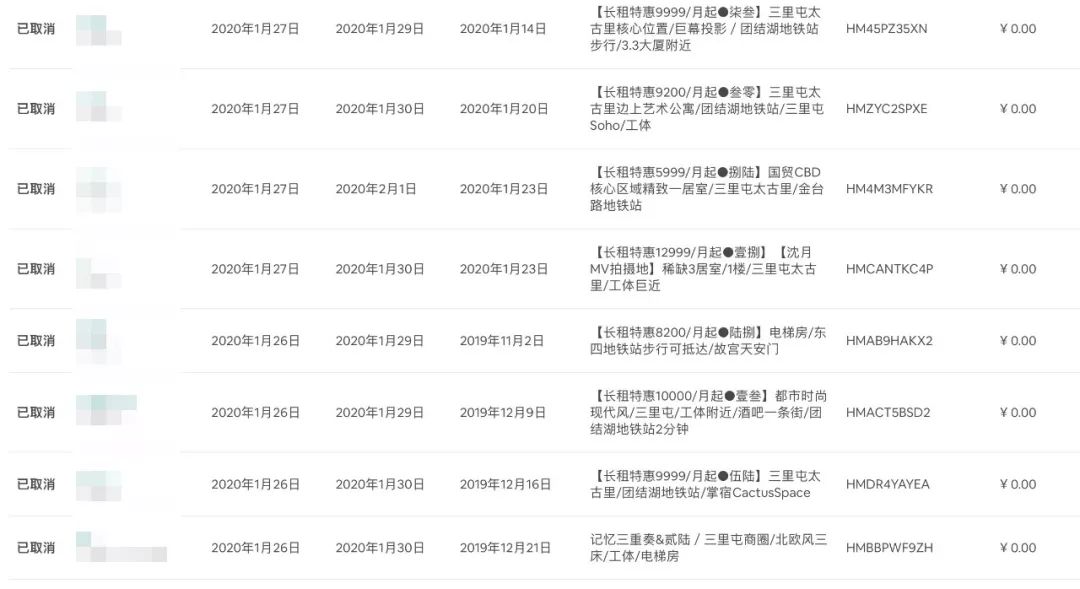 【长租特惠9999/月起●柒叁】三里屯太
已取消 2020年1月27日 2020年1月29日 2020年1月14日 古里核心位置/巨幕投影 / 团结湖地铁站 HM45PZ35XN ¥ 0.00
步行/3.3大厦附近
【长租特惠9200/月起●叁零】三里屯太
已取消 2020年1月27日 2020年1月30日 2020年1月20日 古里边上艺术公寓/团结湖地铁站/三里屯 HMZYC2SPXE ¥ 0.00
Soho/工体
【长租特惠5999/月起●捌陆】国贸CBD
已取消 2020年1月27日 2020年2月1日 2020年1月23日 核心区域精致一居室/三里屯太古里/金台 HM4M3MFYKR ¥ 0.00
路地铁站
【长租特惠12999/月起●壹捌】【沈月
已取消 2020年1月27日 2020年1月30日 2020年1月23日 MV拍摄地】稀缺3居室/1楼/三里屯太古 HMCANTKC4P ¥ 0.00
里/工体巨近
【长租特惠8200/月起●陆捌】电梯房/东
已取消 2020年1月26日 2020年1月29日 2019年11月2日 HMAB9HAKX2 ¥ 0.00
四地铁站步行可抵达/故宫天安门
【长租特惠10000/月起●壹叁】都市时尚
已取消 2020年1月26日 2020年1月29日 2019年12月9日 现代风/三里屯/工体附近/酒吧一条街/团 HMACT5BSD2 ¥ 0.00
结湖地铁站2分钟
【长租特惠9999/月起●伍陆】三里屯太
已取消 2020年1月26日 2020年1月30日 2019年12月16日 HMDR4YAYEA ¥ 0.00
古里/团结湖地铁站/掌宿CactusSpace
记忆三重奏&贰陆 / 三里屯商圈/北欧风三
已取消 2020年1月26日 2020年1月30日 2019年12月21日 HMBBPWF9ZH ¥ 0.00
床/工体/电梯房